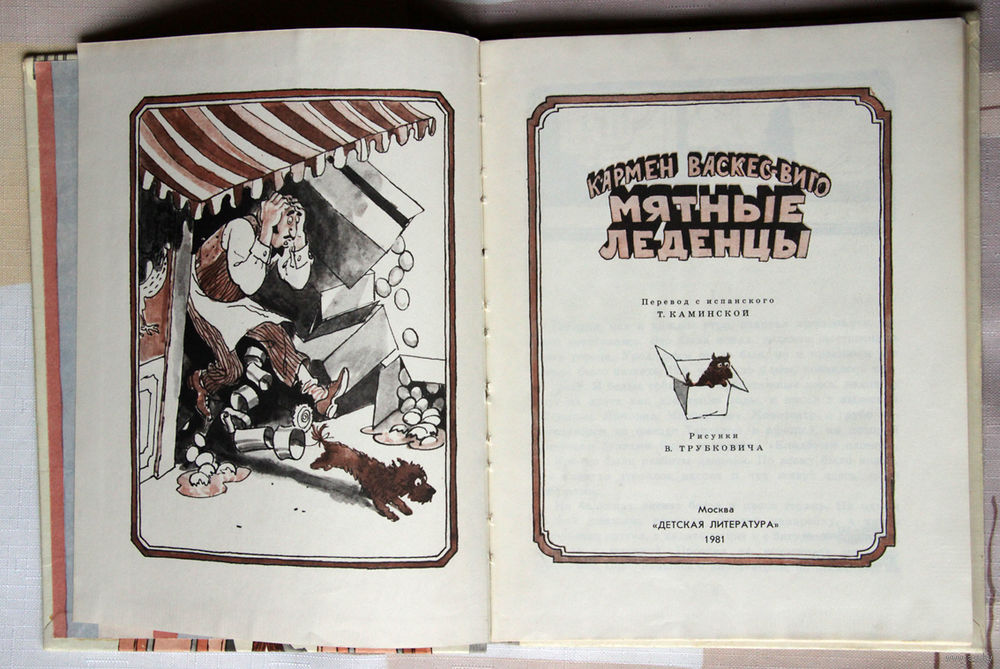 КАРМЕН ВАСКЕС-ВИГО
МЯТНЫЕ
ЛЕДЕНЦЫ
Перевод с испанского
Т. КАМИНСКОЙ
Рисунки
В. ТРУБКОВИЧА
Москва
«ДЕТСКАЯ ЛИТЕРАТУРА»
1981